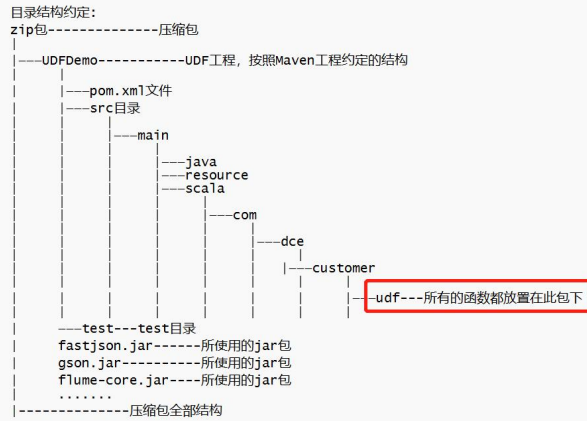 目录结构约定:
zip包--------------压缩包
|
|---UDFDemo-----------UDF工程, 按照Maven工程约定的结构
| |
| |---pom.xml文件
| |---src目录
| | |
| | |---main
| | | |
| | | |---java
| | | |---resource
| | | |---scala
| | | | |
| | | | |---com
| | | | | |
| | | | | |---dce
| | | | | | |
| | | | | | |---customer
| | | | | | | |
| | | | | | | |---udf---所有的函数都放置在此包下
| | | | | | | |
| ---test---test目录
| fastjson.jar------所使用的jar包
| gson.jar----------所使用的jar包
| flume-core.jar----所使用的jar包
| .......
|--------------压缩包全部结构